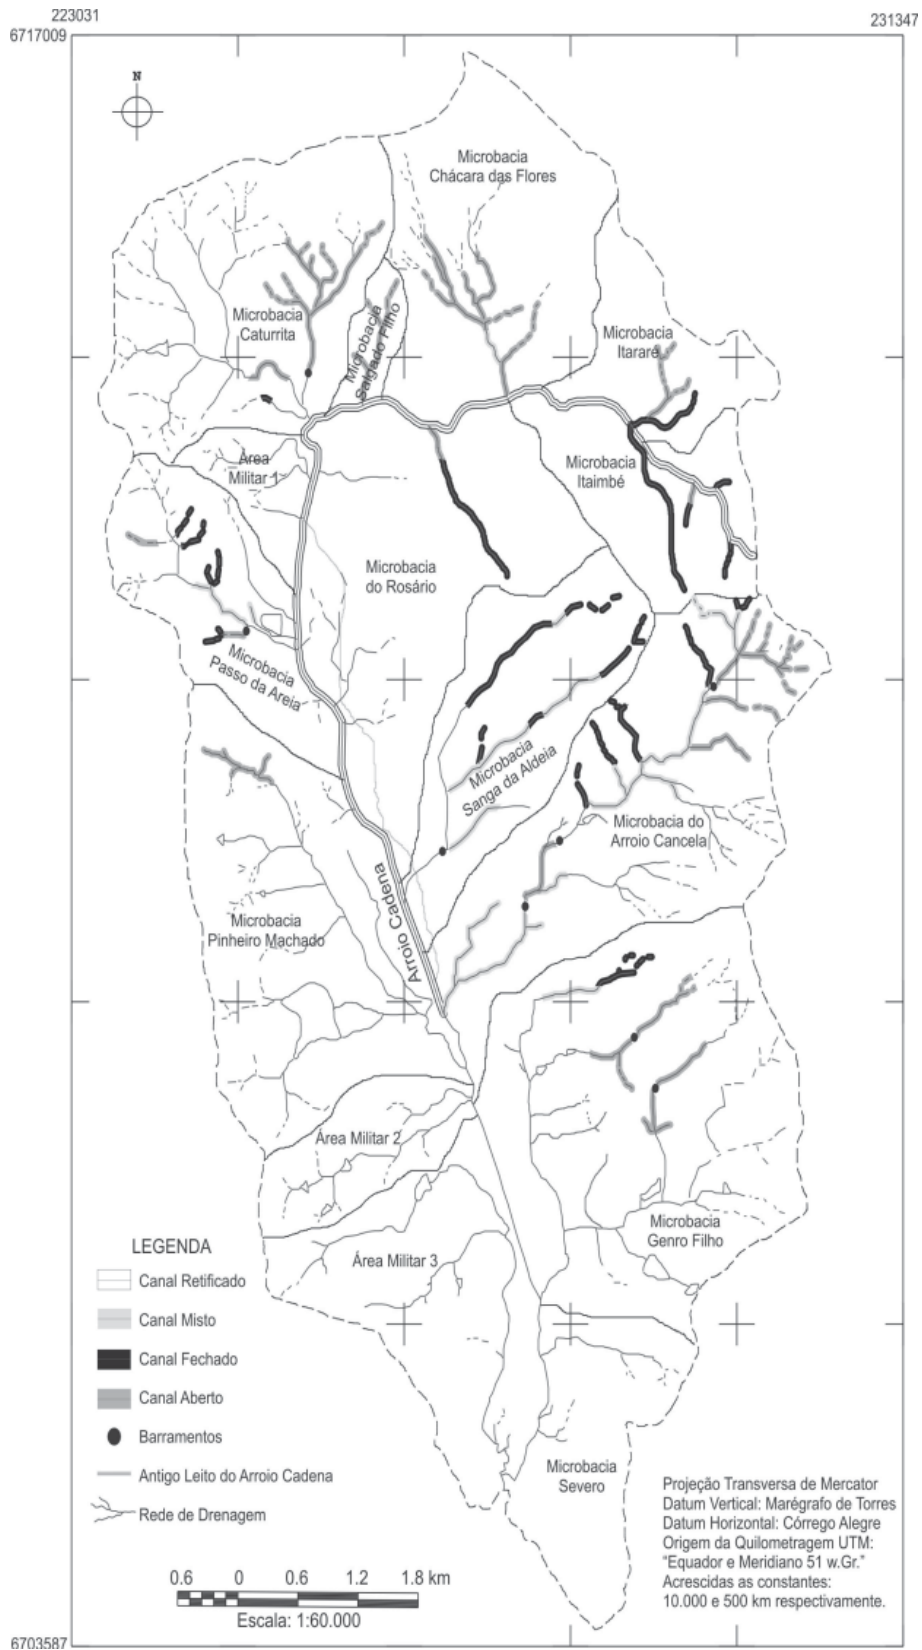 223031
231347
6717009
N
Microbacia
Chácara das Flores
Microbacia
Caturrita
Microbacia
Salgado Filho
Microbacia
Itararé
Área
Militar 1
Microbacia
Itaimbé
Microbacia
do Rosário
Microbacia
Passo da Areia
Microbacia
Sanga da Aldeia
Microbacia do
Arroio Cancela
Arroio Cadena
Microbacia
Pinheiro Machado
Área Militar 2
Microbacia
Genro Filho
Área Militar 3
LEGENDA
Canal Retificado
Canal Misto
Canal Fechado
Canal Aberto
Barramentos
Antigo Leito do Arroio Cadena
Rede de Drenagem
Microbacia
Severo
Projeção Transversa de Mercator
Datum Vertical: Marégrafo de Torres
Datum Horizontal: Córrego Alegre
Origem da Quilometragem UTM:
"Equador e Meridiano 51 w.Gr."
Acrescidas as constantes:
10.000 e 500 km respectivamente.
0.6 0 0.6 1.2 1.8 km
Escala: 1:60.000
6703587